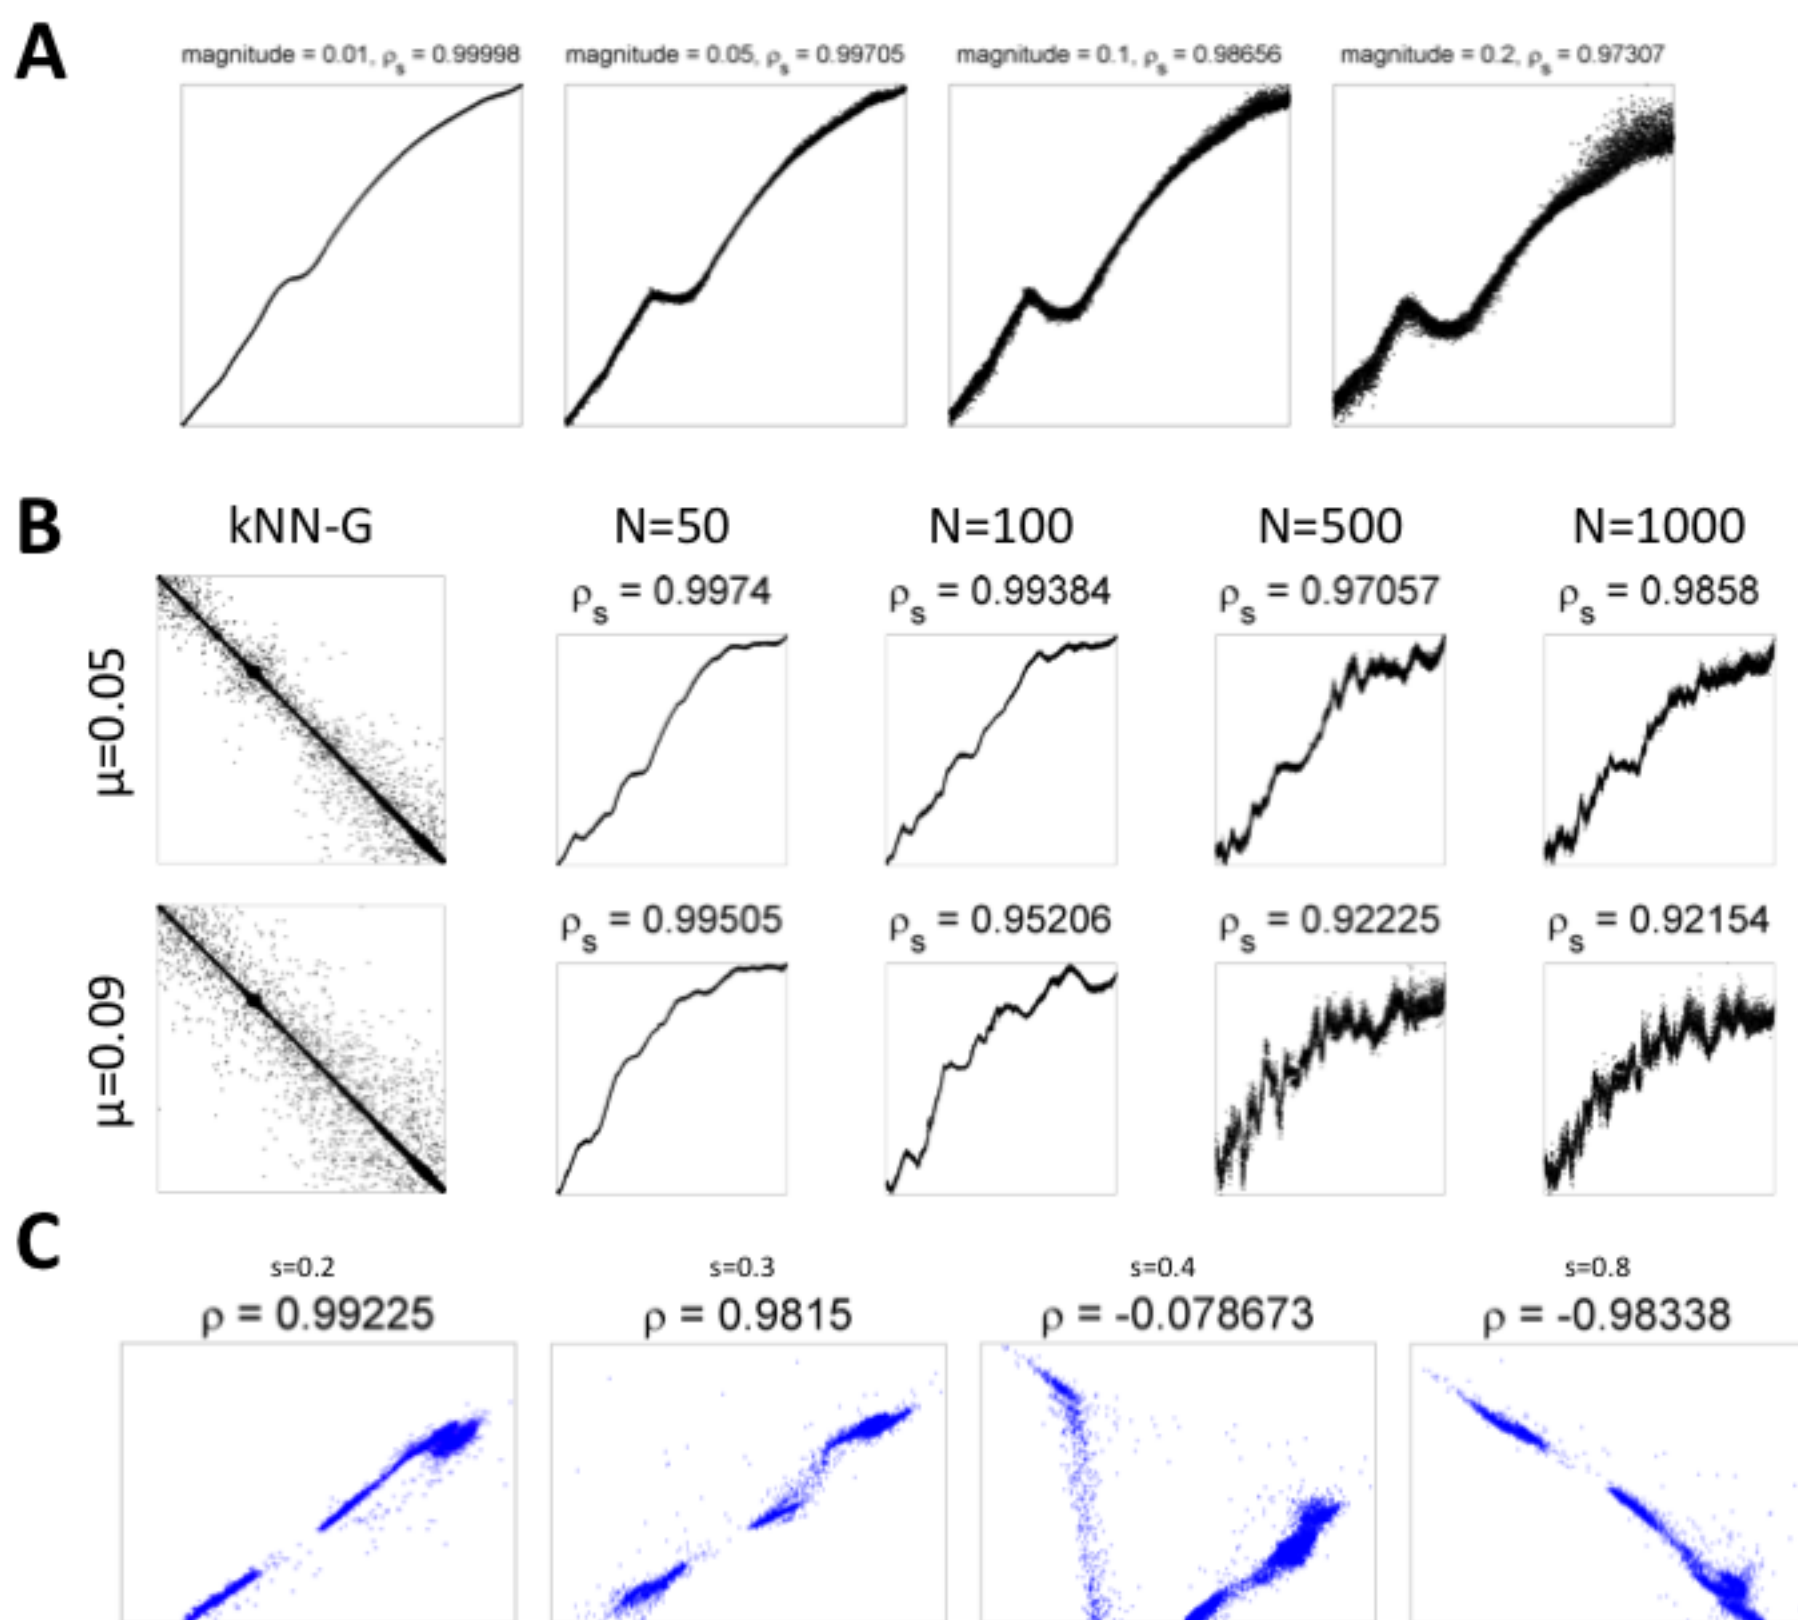 A
magnitude = 0.01, ρs = 0.99998
magnitude = 0.05, ρs = 0.99705
magnitude = 0.1, ρs = 0.98656
magnitude = 0.2, ρs = 0.97307
B
kNN-G
N=50
N=100
N=500
N=1000
μ=0.05
ρs = 0.9974
ρs = 0.99384
ρs = 0.97057
ρs = 0.9858
μ=0.09
ρs = 0.99505
ρs = 0.95206
ρs = 0.92225
ρs = 0.92154
C
s=0.2
ρ = 0.99225
s=0.3
ρ = 0.9815
s=0.4
ρ = -0.078673
s=0.8
ρ = -0.98338